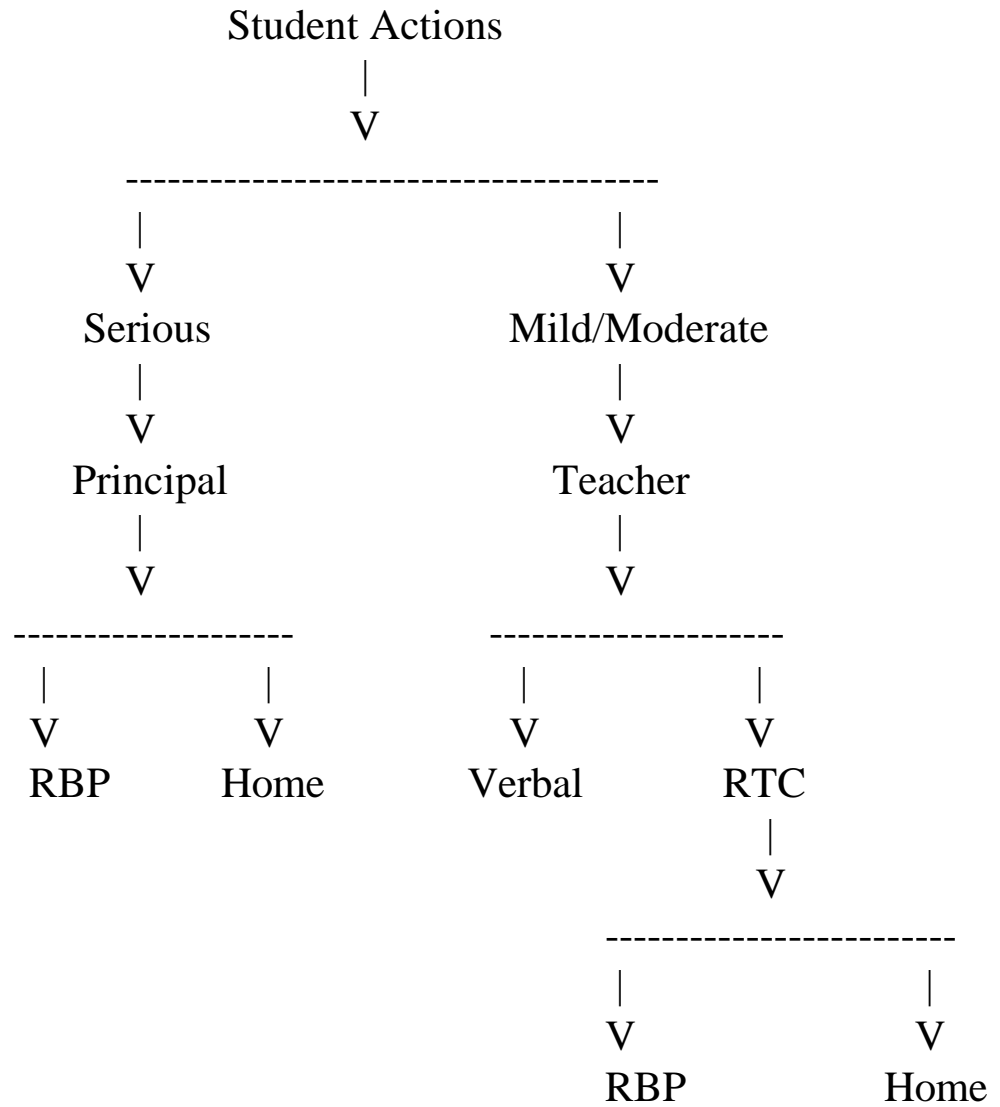 Student Actions
|
V
--------------------------------------
| |
V V
Serious Mild/Moderate
| |
V V
Principal Teacher
| |
V V
-------------------- ---------------------
| | | |
V V V V
RBP Home Verbal RTC
|
V
-------------------------
| |
V V
RBP Home